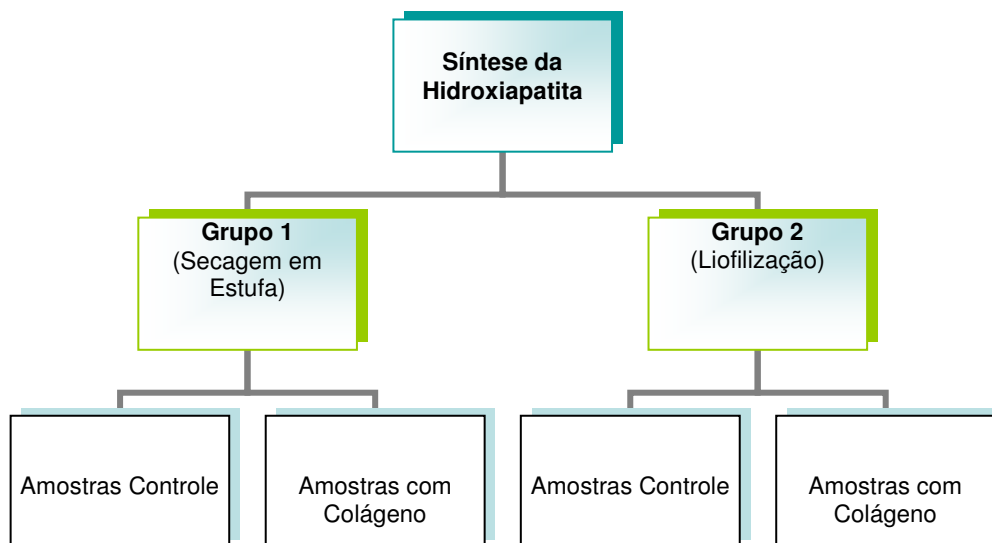 Síntese da
Hidroxiapatita
Grupo 1
(Secagem em
Estufa)
Grupo 2
(Liofilização)
Amostras Controle
Amostras com
Colágeno
Amostras Controle
Amostras com
Colágeno